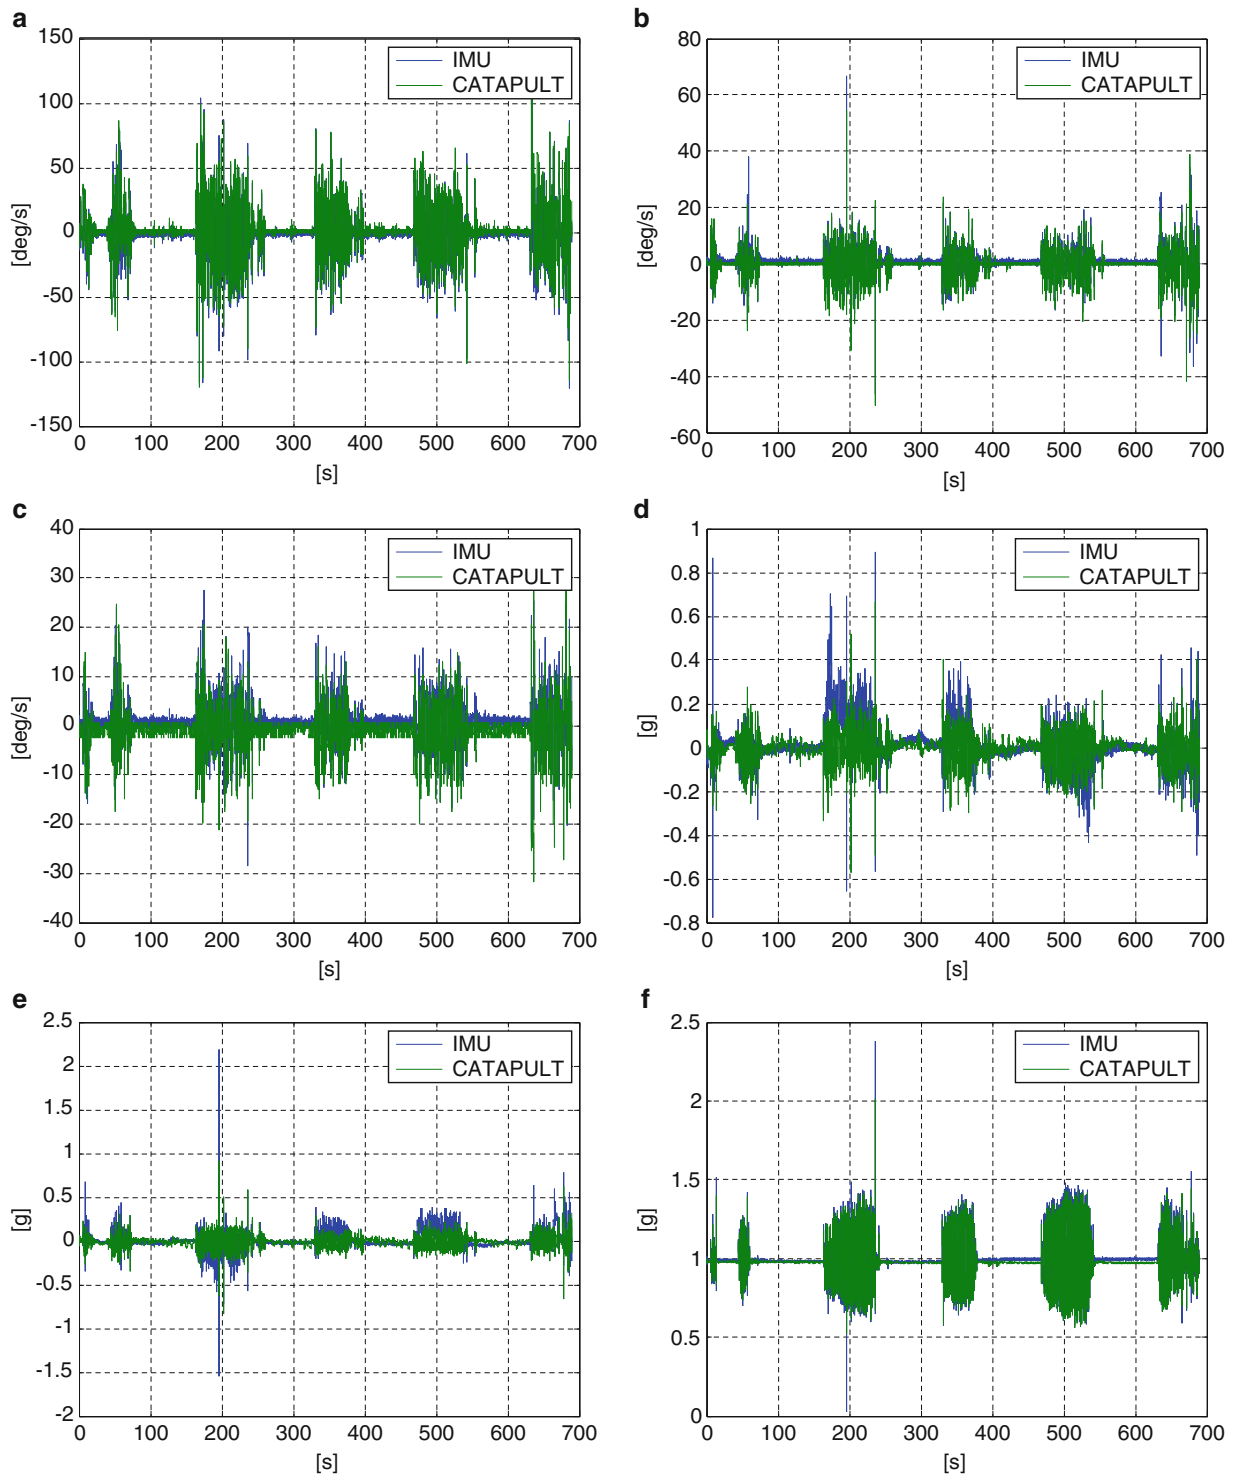 a
150
100
50
0
-50
-100
-150
[deg/s]
0 100 200 300 400 500 600 700
[s]
IMU
CATAPULT
b
80
60
40
20
0
-20
-40
-60
[deg/s]
0 100 200 300 400 500 600 700
[s]
IMU
CATAPULT
c
40
30
20
10
0
-10
-20
-30
-40
[deg/s]
0 100 200 300 400 500 600 700
[s]
IMU
CATAPULT
d
1
0.8
0.6
0.4
0.2
0
-0.2
-0.4
-0.6
-0.8
[g]
0 100 200 300 400 500 600 700
[s]
IMU
CATAPULT
e
2.5
2
1.5
1
0.5
0
-0.5
-1
-1.5
-2
[g]
0 100 200 300 400 500 600 700
[s]
IMU
CATAPULT
f
2.5
2
1.5
1
0.5
0
[g]
0 100 200 300 400 500 600 700
[s]
IMU
CATAPULT